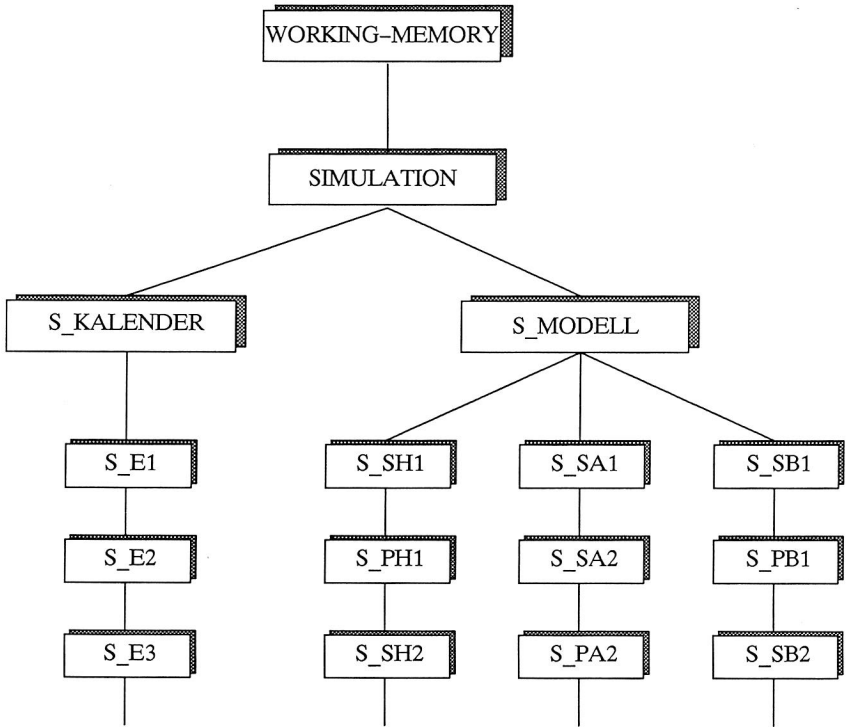 WORKING-MEMORY
SIMULATION
S_KALENDER
S_MODELL
S_E1
S_SH1
S_SA1
S_SB1
S_E2
S_PH1
S_SA2
S_PB1
S_E3
S_SH2
S_PA2
S_SB2